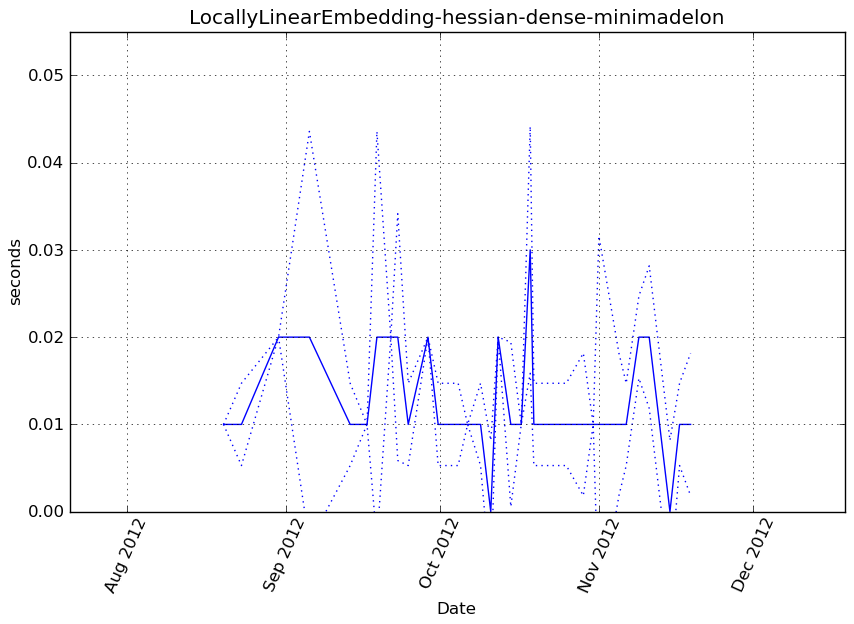 LocallyLinearEmbedding-hessian-dense-minimadelon
0.05
0.04
0.03
0.02
0.01
0.00
seconds
Aug 2012
Sep 2012
Oct 2012
Nov 2012
Dec 2012
Date